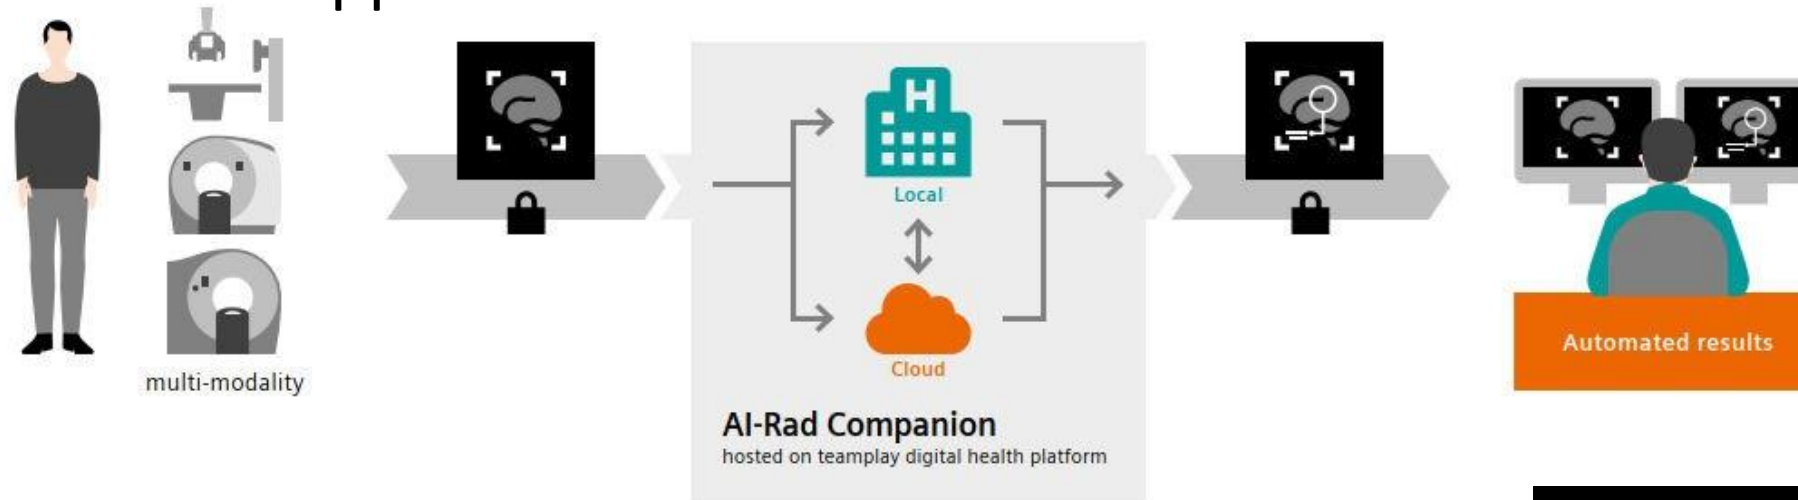 multi-modality
H
Local
Cloud
AI-Rad Companion
hosted on teamplay digital health platform
Automated results